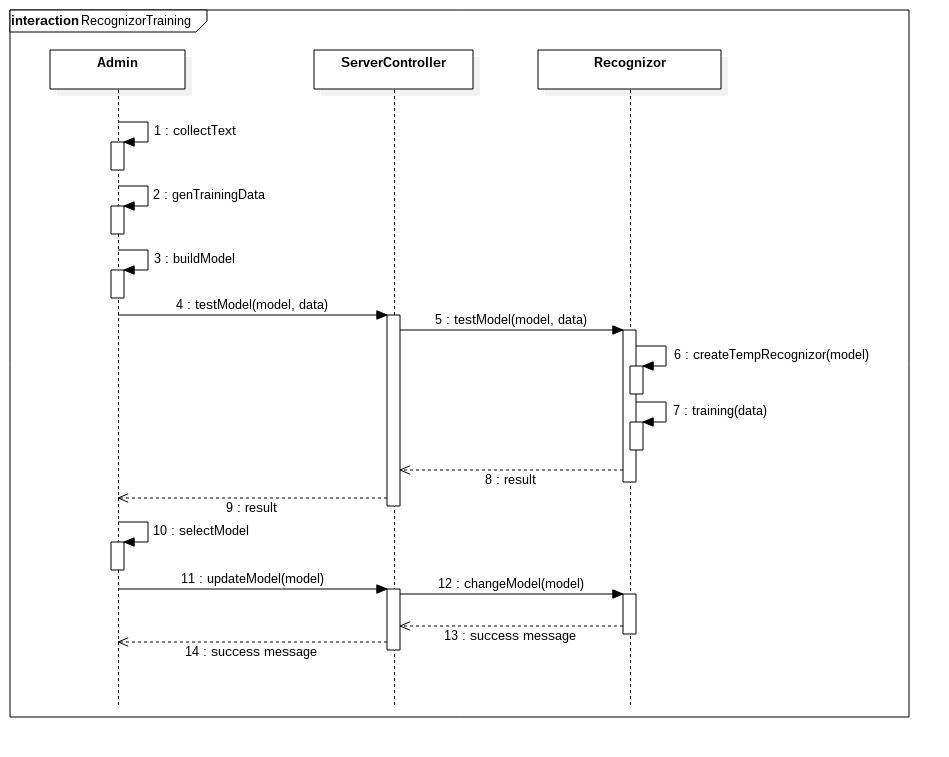 interaction RecognizorTraining
Admin
ServerController
Recognizor
1 : collectText
2 : genTrainingData
3 : buildModel
4 : testModel(model, data)
5 : testModel(model, data)
6 : createTempRecognizor(model)
7 : training(data)
8 : result
9 : result
10 : selectModel
11 : updateModel(model)
12 : changeModel(model)
13 : success message
14 : success message